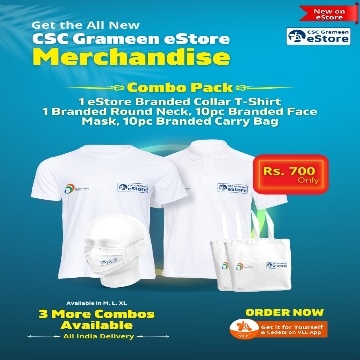 Get the All New
CSC Grameen eStore
Merchandise
New on
eStore
CSC Grameen
eStore
Combo Pack
1 eStore Branded Collar T-Shirt
1 Branded Round Neck, 10pc Branded Face
Mask, 10pc Branded Carry Bag
Rs. 700
Only
eStore
eStore
Available in M, L, XL
3 More Combos
Available
All India Delivery
ORDER NOW
Get it for Yourself
& Cadets on VLE App